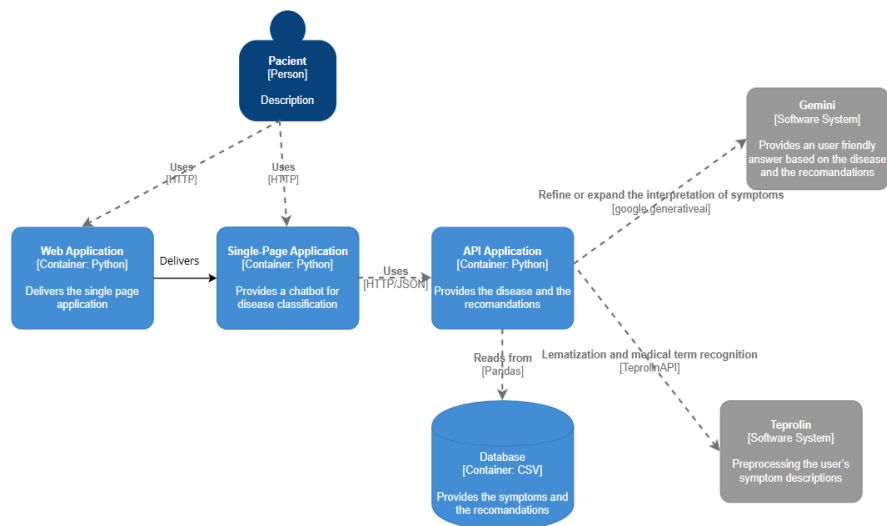 Pacient
[Person]
Description
Gemini
[Software System]
Provides an user friendly
answer based on the disease
and the recomandations
Uses
[HTTP]
Uses
[HTTP]
Refine or expand the interpretation of symptoms
[google.generativeai]
Web Application
[Container: Python]
Delivers the single page
application
Delivers
Single-Page Application
[Container: Python]
Provides a chatbot for
disease classification
Uses
[HTTP/JSON]
API Application
[Container: Python]
Provides the disease and the
recomandations
Reads from
[Pandas]
Lematization and medical term recognition
[TeprolinAPI]
Database
[Container: CSV]
Provides the symptoms and
the recomandations
Teprolin
[Software System]
Preprocessing the user's
symptom descriptions